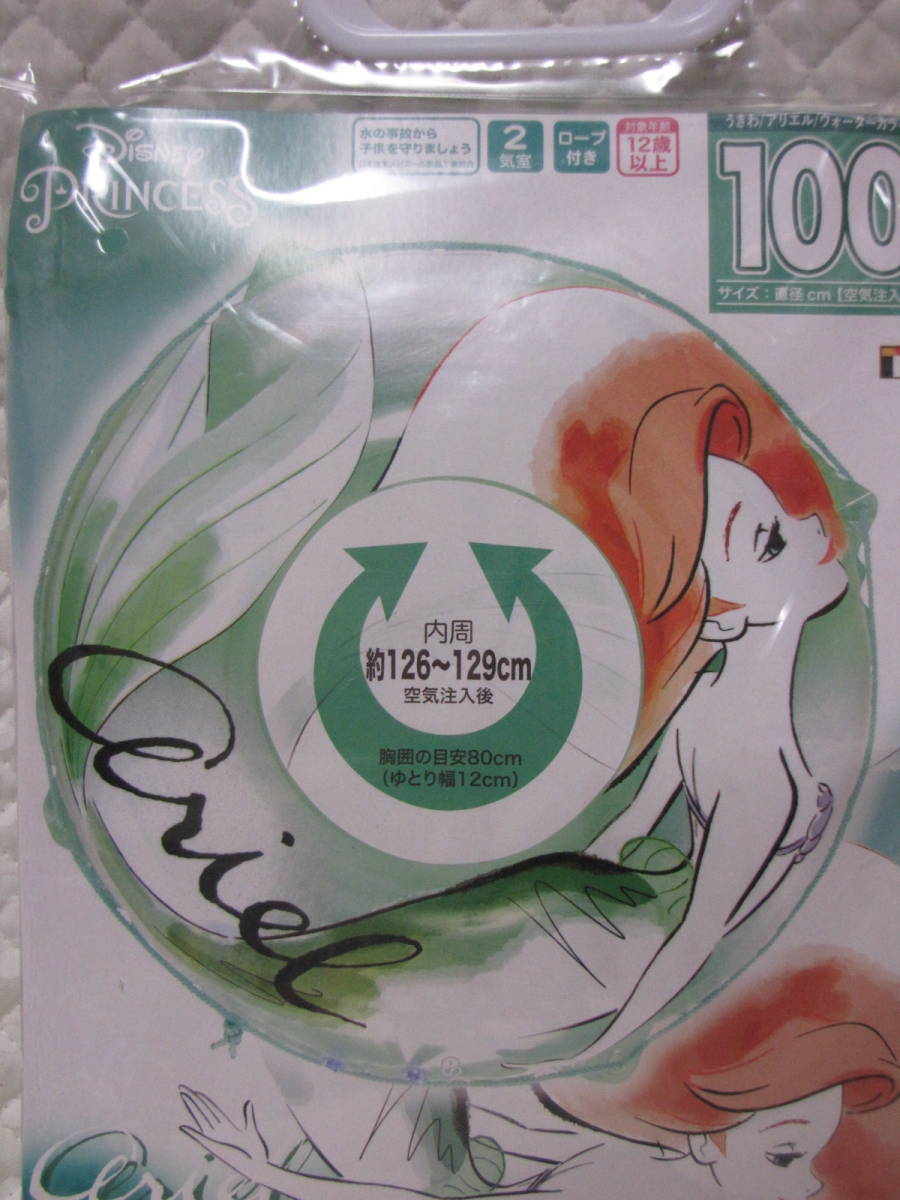 Disney
PRINCESS
水の事故から
子供を守りましょう
2
気室
ロープ
付き
対象年齢
12歳
以上
うきわ/アリエル/ウォーターカラ
100
サイズ:直径cm【空気注入
内周
約126～129cm
空気注入後
胸囲の目安80cm
(ゆとり幅12cm)
Ariel
Ariel